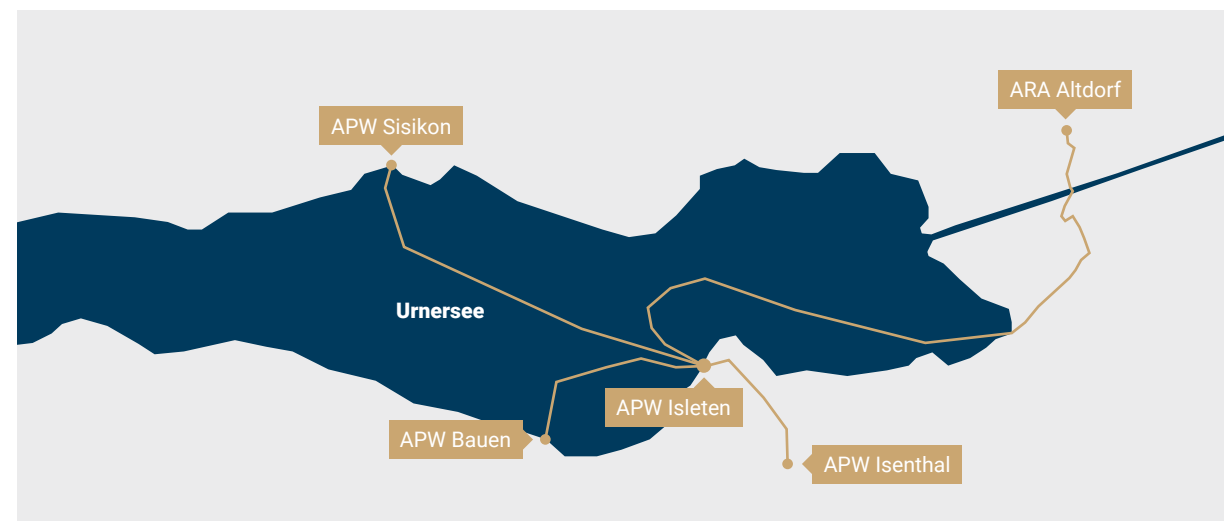 ARA Altdorf
APW Sisikon
Urnersee
APW Isleten
APW Bauen
APW Isenthal